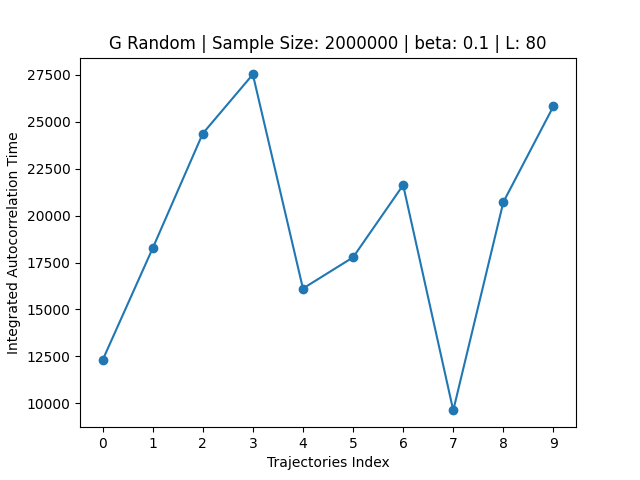 G Random | Sample Size: 2000000 | beta: 0.1 | L: 80
Integrated Autocorrelation Time
27500
25000
22500
20000
17500
15000
12500
10000
0 1 2 3 4 5 6 7 8 9
Trajectories Index